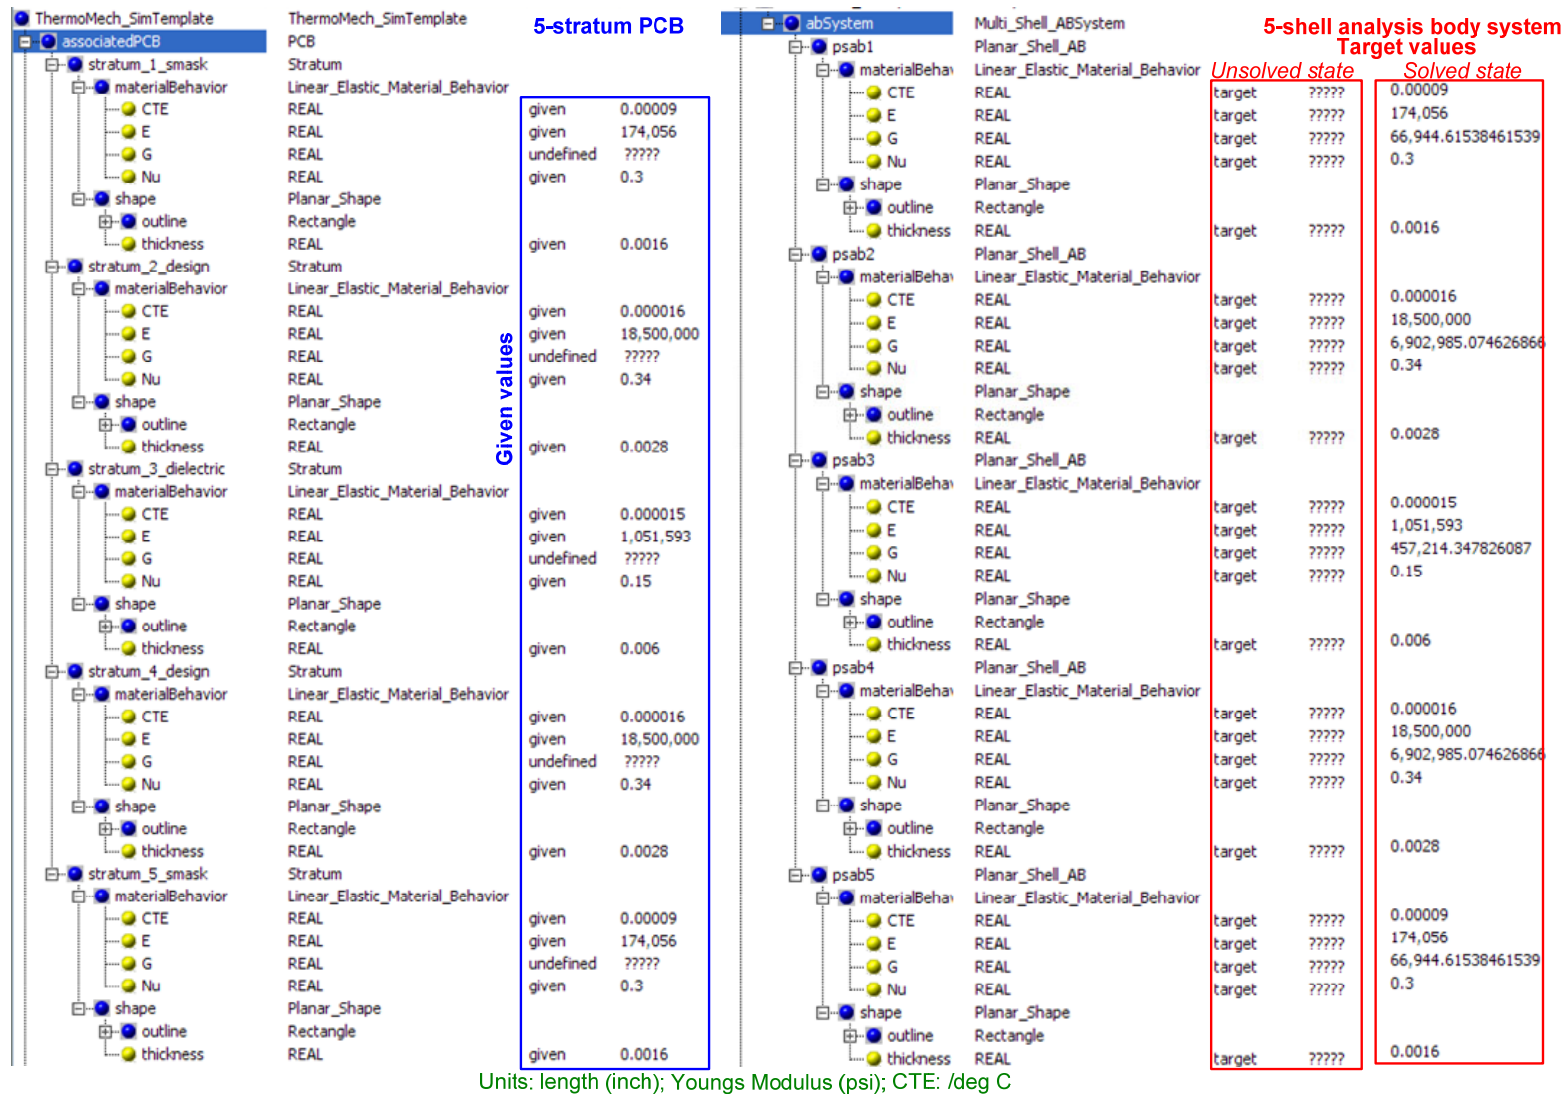 5-stratum PCB
ThermoMech_SimTemplate ThermoMech_SimTemplate
associatedPCB PCB
stratum_1_smask Stratum
materialBehavior Linear_Elastic_Material_Behavior
CTE REAL given 0.00009
E REAL given 174,056
G REAL undefined ?????
Nu REAL given 0.3
shape Planar_Shape
outline Rectangle
thickness REAL given 0.0016
stratum_2_design Stratum
materialBehavior Linear_Elastic_Material_Behavior
CTE REAL given 0.000016
E REAL given 18,500,000
G REAL undefined ?????
Nu REAL given 0.34
shape Planar_Shape
outline Rectangle
thickness REAL given 0.0028
stratum_3_dielectric Stratum
materialBehavior Linear_Elastic_Material_Behavior
CTE REAL given 0.000015
E REAL given 1,051,593
G REAL undefined ?????
Nu REAL given 0.15
shape Planar_Shape
outline Rectangle
thickness REAL given 0.006
stratum_4_design Stratum
materialBehavior Linear_Elastic_Material_Behavior
CTE REAL given 0.000016
E REAL given 18,500,000
G REAL undefined ?????
Nu REAL given 0.34
shape Planar_Shape
outline Rectangle
thickness REAL given 0.0028
stratum_5_smask Stratum
materialBehavior Linear_Elastic_Material_Behavior
CTE REAL given 0.00009
E REAL given 174,056
G REAL undefined ?????
Nu REAL given 0.3
shape Planar_Shape
outline Rectangle
thickness REAL given 0.0016
Given values
5-shell analysis body system
Target values
Unsolved state Solved state
abSystem Multi_Shell_ABSystem
psab1 Planar_Shell_AB
materialBehav Linear_Elastic_Material_Behavior
CTE REAL target ????? 0.00009
E REAL target ????? 174,056
G REAL target ????? 66,944.61538461539
Nu REAL target ????? 0.3
shape Planar_Shape
outline Rectangle
thickness REAL target ????? 0.0016
psab2 Planar_Shell_AB
materialBehav Linear_Elastic_Material_Behavior
CTE REAL target ????? 0.000016
E REAL target ????? 18,500,000
G REAL target ????? 6,902,985.074626866
Nu REAL target ????? 0.34
shape Planar_Shape
outline Rectangle
thickness REAL target ????? 0.0028
psab3 Planar_Shell_AB
materialBehav Linear_Elastic_Material_Behavior
CTE REAL target ????? 0.000015
E REAL target ????? 1,051,593
G REAL target ????? 457,214.347826087
Nu REAL target ????? 0.15
shape Planar_Shape
outline Rectangle
thickness REAL target ????? 0.006
psab4 Planar_Shell_AB
materialBehav Linear_Elastic_Material_Behavior
CTE REAL target ????? 0.000016
E REAL target ????? 18,500,000
G REAL target ????? 6,902,985.074626866
Nu REAL target ????? 0.34
shape Planar_Shape
outline Rectangle
thickness REAL target ????? 0.0028
psab5 Planar_Shell_AB
materialBehav Linear_Elastic_Material_Behavior
CTE REAL target ????? 0.00009
E REAL target ????? 174,056
G REAL target ????? 66,944.61538461539
Nu REAL target ????? 0.3
shape Planar_Shape
outline Rectangle
thickness REAL target ????? 0.0016
Units: length (inch); Youngs Modulus (psi); CTE: /deg C